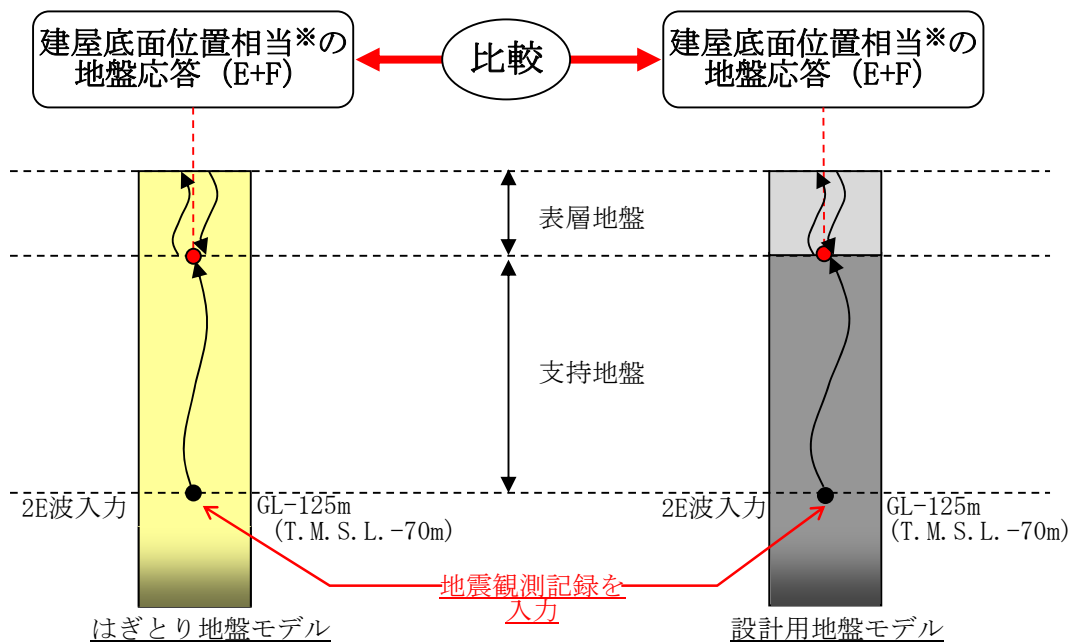 建屋底面位置相当※の
地盤応答（E+F）
比較
建屋底面位置相当※の
地盤応答（E+F）
表層地盤
支持地盤
2E波入力
GL-125m
(T.M.S.L.-70m)
2E波入力
GL-125m
(T.M.S.L.-70m)
地震観測記録を
入力
はぎとり地盤モデル
設計用地盤モデル